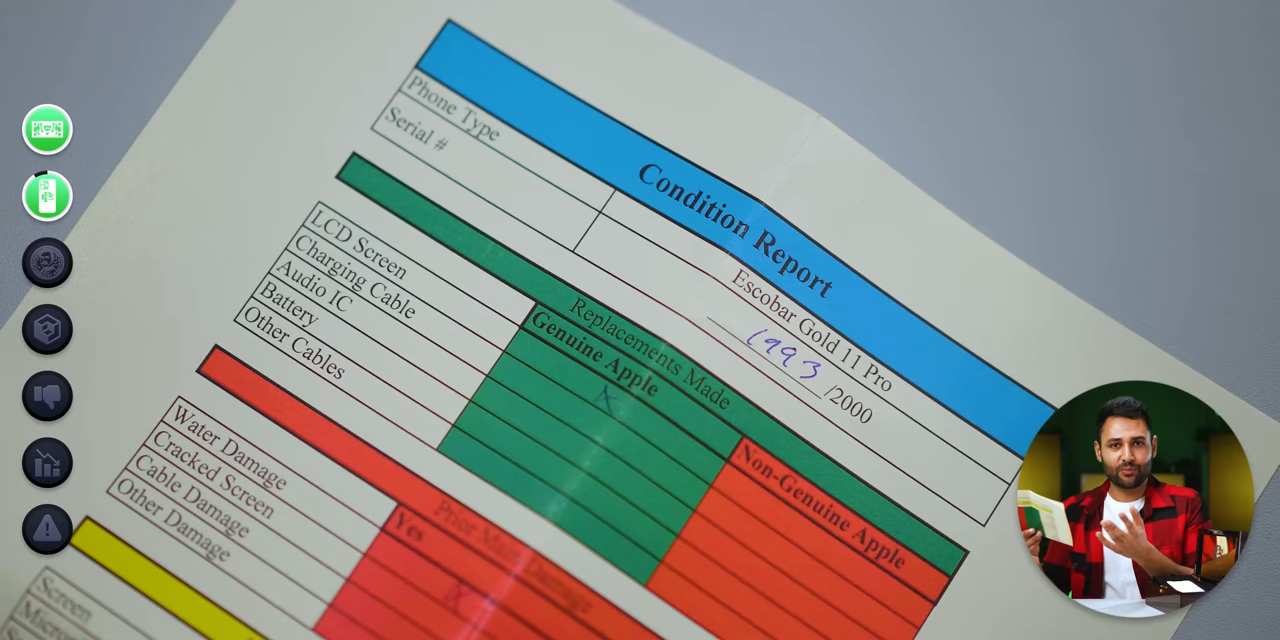 Condition Report
Phone Type
Escobar Gold 11 Pro
Serial #
1993 /2000
Replacements Made
Genuine Apple
Non-Genuine Apple
LCD Screen
x
Charging Cable
Audio IC
Battery
Other Cables
Prior
Damage
Yes
Water Damage
Cracked Screen
x
Cable Damage
Other Damage
Screen